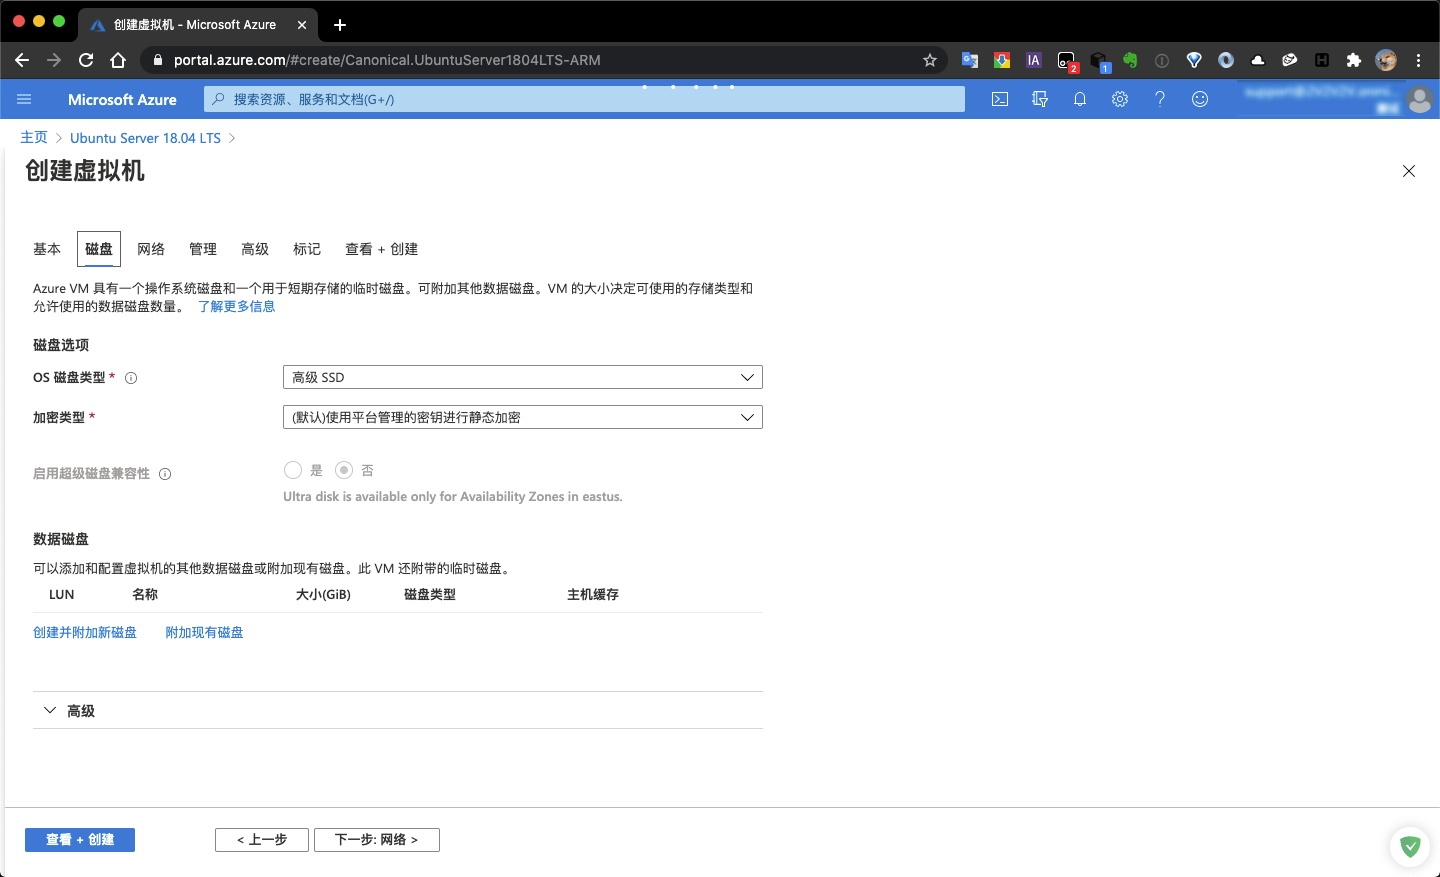 创建虚拟机 - Microsoft Azure
portal.azure.com/#create/Canonical.UbuntuServer1804LTS-ARM
IA
2
1
H
Microsoft Azure
搜索资源、服务和文档(G+/)
主页 > Ubuntu Server 18.04 LTS >
创建虚拟机
基本 磁盘 网络 管理 高级 标记 查看 + 创建
Azure VM 具有一个操作系统磁盘和一个用于短期存储的临时磁盘。可附加其他数据磁盘。VM 的大小决定可使用的存储类型和
允许使用的数据磁盘数量。 了解更多信息
磁盘选项
OS 磁盘类型 * 高级 SSD
加密类型 * (默认)使用平台管理的密钥进行静态加密
启用超级磁盘兼容性 是 否
Ultra disk is available only for Availability Zones in eastus.
数据磁盘
可以添加和配置虚拟机的其他数据磁盘或附加现有磁盘。此 VM 还附带的临时磁盘。
LUN 名称 大小(GiB) 磁盘类型 主机缓存
创建并附加新磁盘 附加现有磁盘
高级
查看 + 创建 < 上一步 下一步: 网络 >